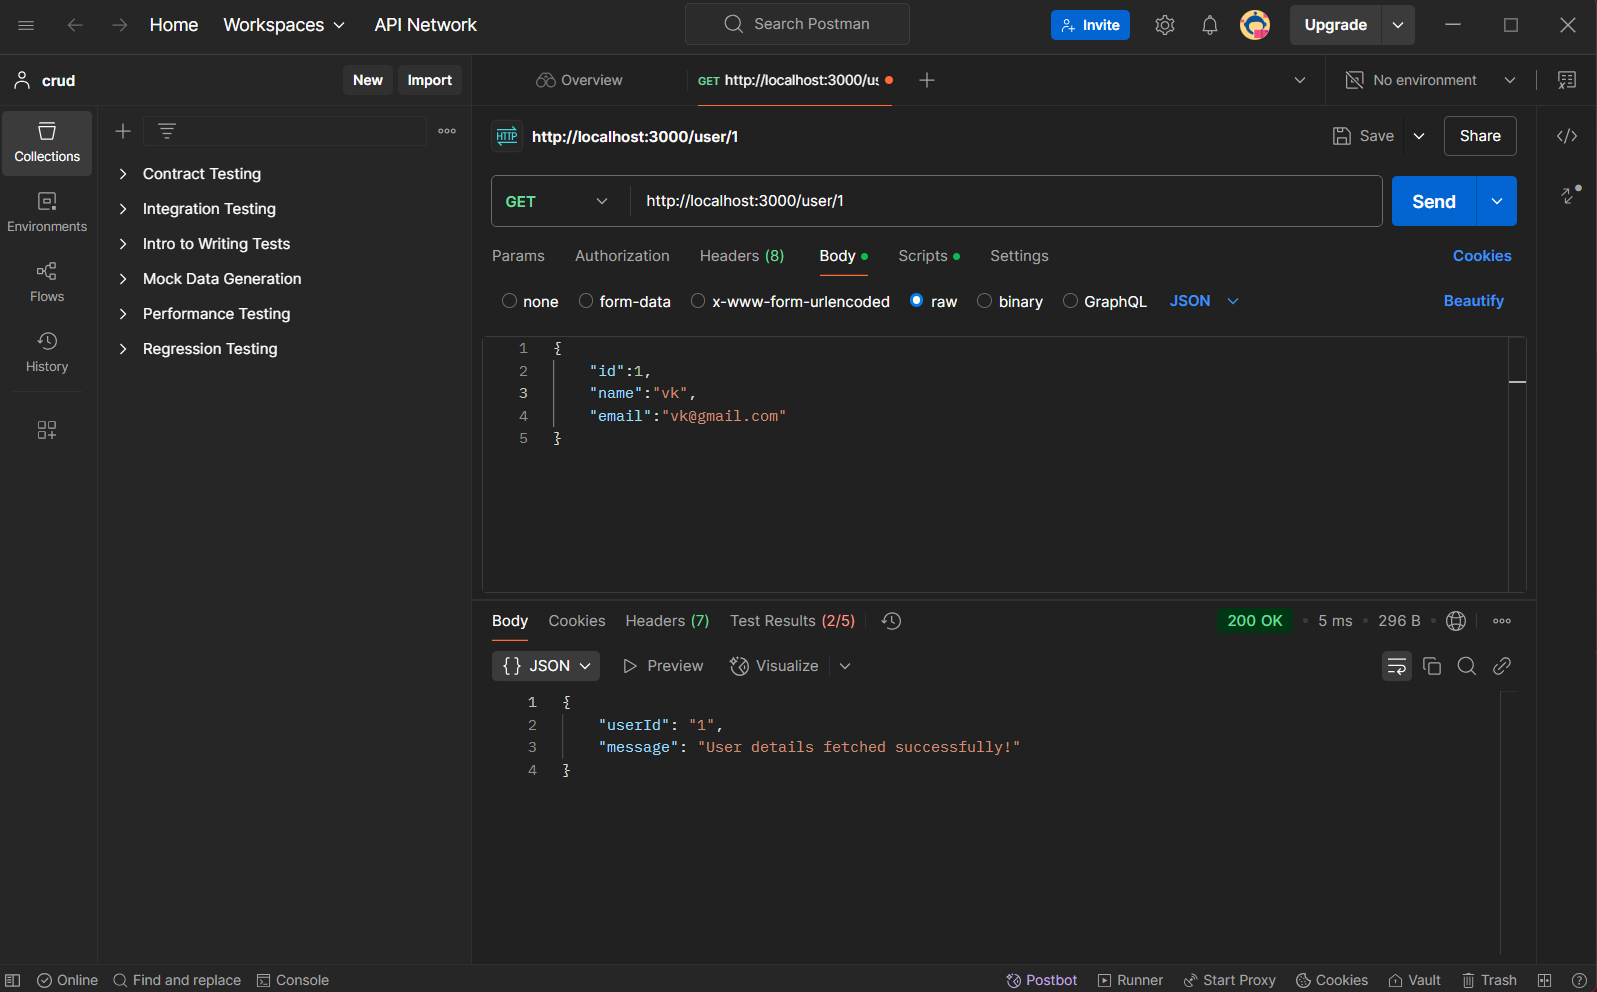 Home Workspaces API Network Search Postman Invite Upgrade
crud New Import Overview GET http://localhost:3000/us No environment
Collections
Environments
Flows
History
Contract Testing
Integration Testing
Intro to Writing Tests
Mock Data Generation
Performance Testing
Regression Testing
HTTP http://localhost:3000/user/1 Save Share
GET http://localhost:3000/user/1 Send
Params Authorization Headers (8) Body Scripts Settings Cookies
none form-data x-www-form-urlencoded raw binary GraphQL JSON Beautify
1 {
2 "id":1,
3 "name":"vk",
4 "email":"vk@gmail.com"
5 }
Body Cookies Headers (7) Test Results (2/5) 200 OK • 5 ms • 296 B •
{} JSON Preview Visualize
1 {
2 "userId": "1",
3 "message": "User details fetched successfully!"
4 }
Online Find and replace Console Postbot Runner Start Proxy Cookies Vault Trash